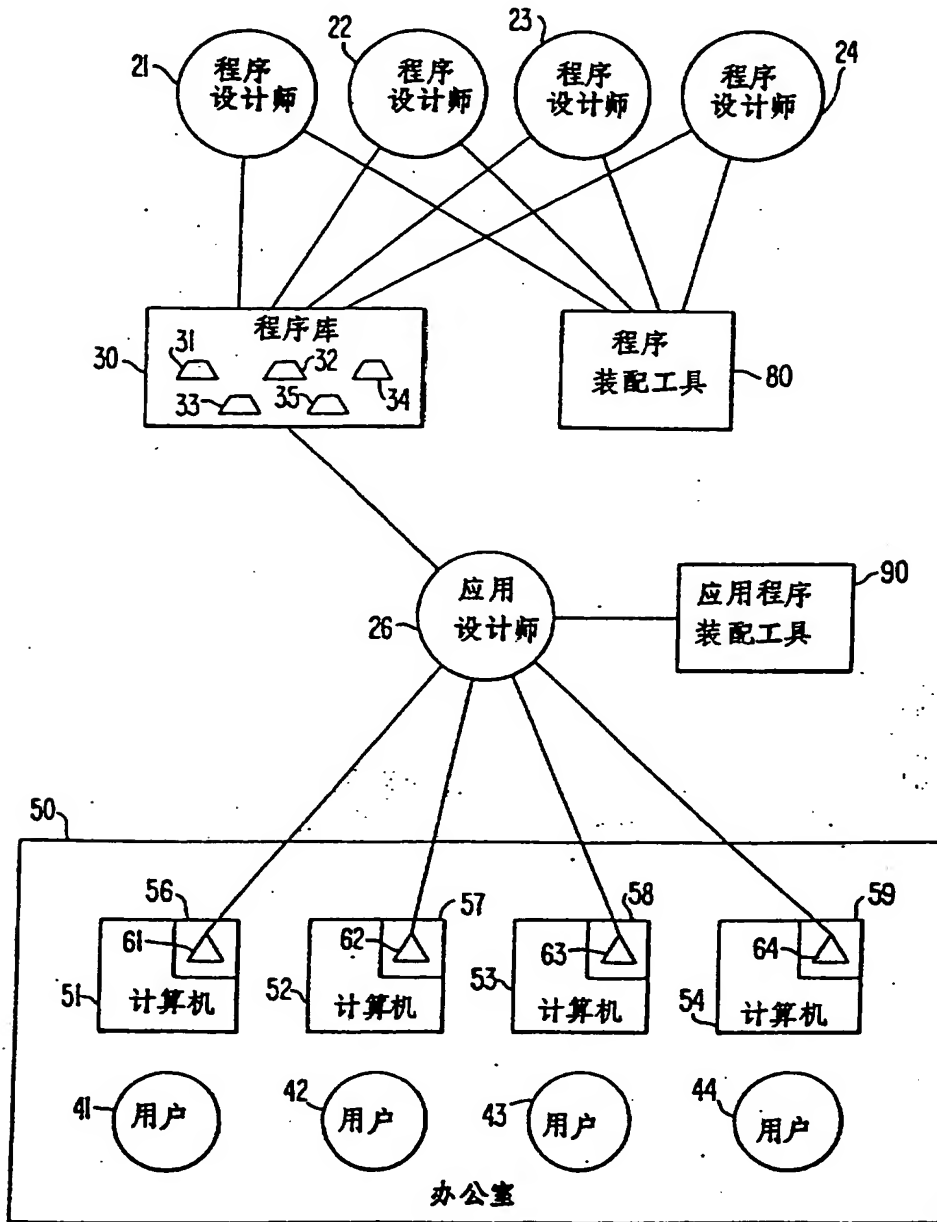 21
程序
设计师
22
程序
设计师
23
程序
设计师
24
程序
设计师
30
程序库
31
32
34
33
35
程序
装配工具
80
应用
设计师
26
应用程序
装配工具
90
50
56
61
51
计算机
57
62
52
计算机
58
63
53
计算机
59
64
54
计算机
41
用户
42
用户
43
用户
44
用户
办公室